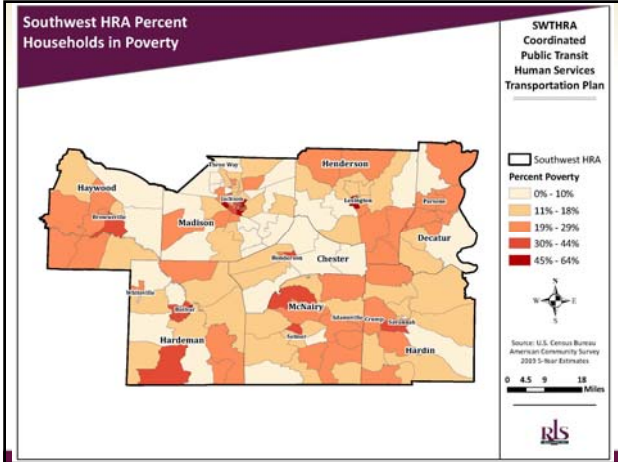 Southwest HRA Percent
Households in Poverty
SWTHRA
Coordinated
Public Transit
Human Services
Transportation Plan
Southwest HRA
Percent Poverty
0% - 10%
11% - 18%
19% - 29%
30% - 44%
45% - 64%
N
W E
S
Source: U.S. Census Bureau
American Community Survey
2019 5-Year Estimates
0 4.5 9 18
Miles
RLS
Three Way
Henderson
Haywood
Jackson
Lexington
Parsons
Brownsville
Madison
Decatur
Henderson
Chester
Whiteville
Bolivar
McNairy
Adamsville
Crump
Savannah
Selmer
Hardeman
Hardin